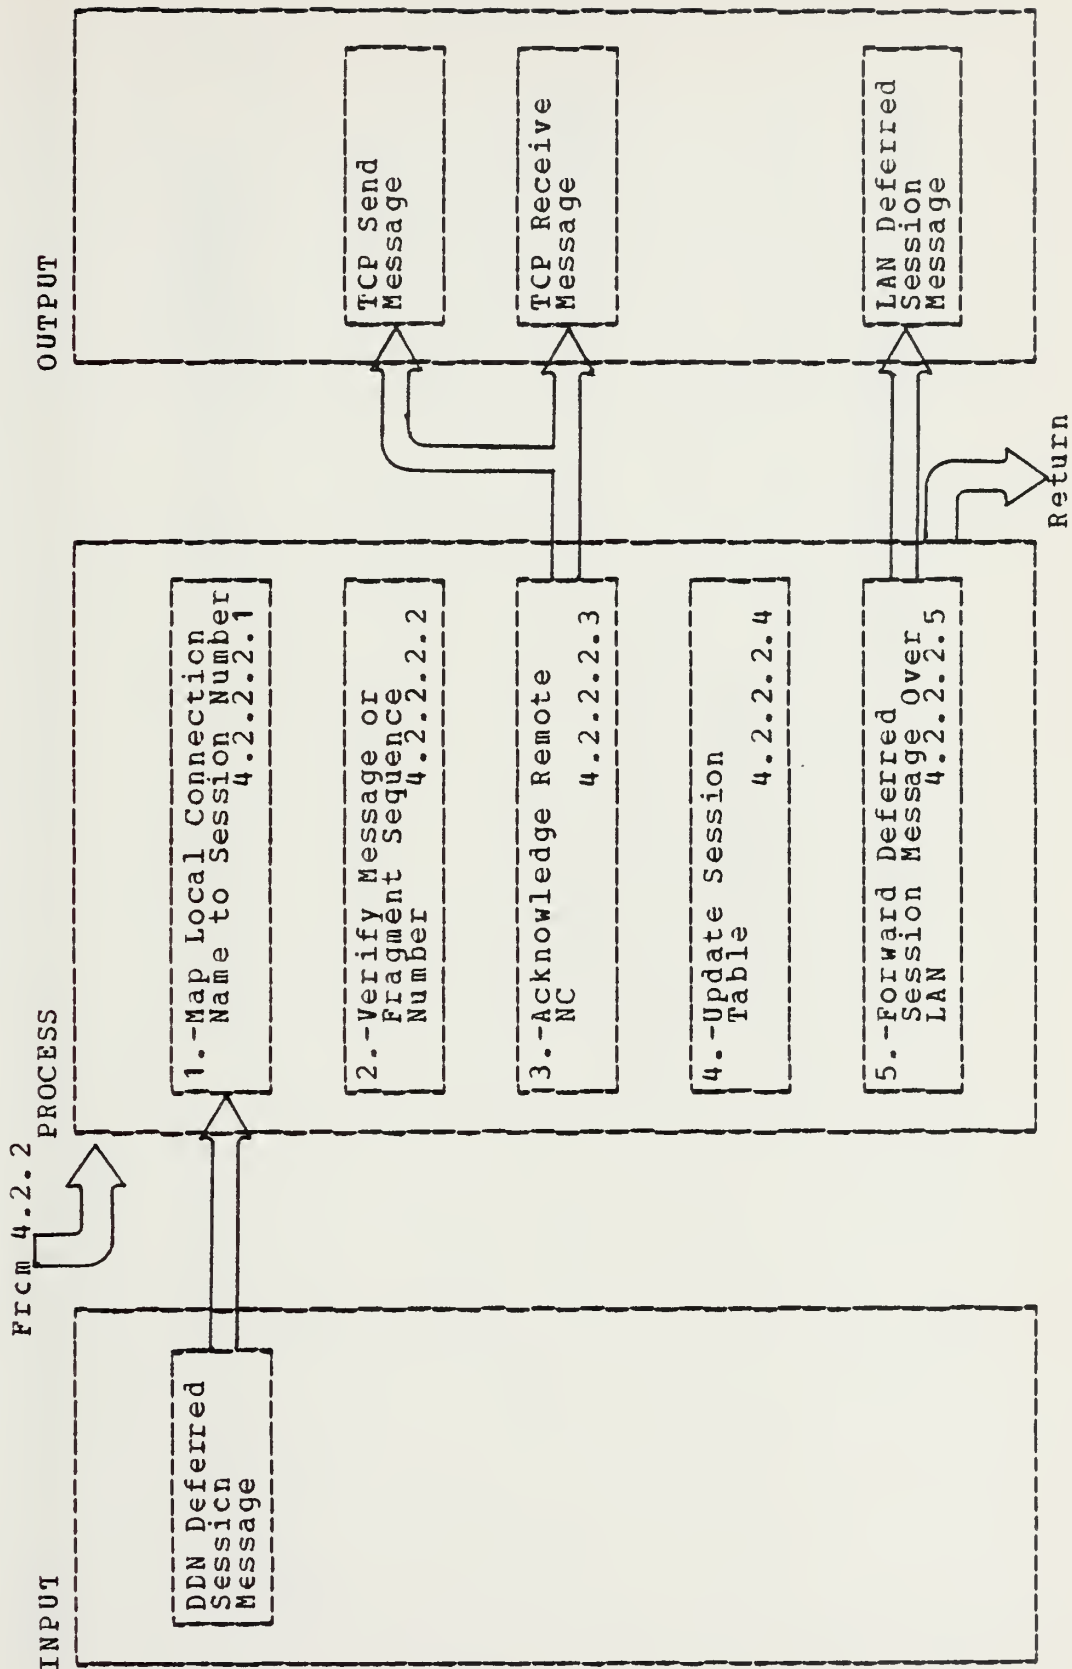 From 4.2.2
INPUT
PROCESS
OUTPUT
DDN Deferred
Session
Message
1.-Map Local Connection
Name to Session Number
4.2.2.2.1
2.-Verify Message or
Fragment Sequence
Number 4.2.2.2.2
3.-Acknowledge Remote
NC
4.2.2.2.3
4.-Update Session
Table
4.2.2.2.4
5.-Forward Deferred
Session Message Over
LAN 4.2.2.2.5
TCP Send
Message
TCP Receive
Message
LAN Deferred
Session
Message
Return